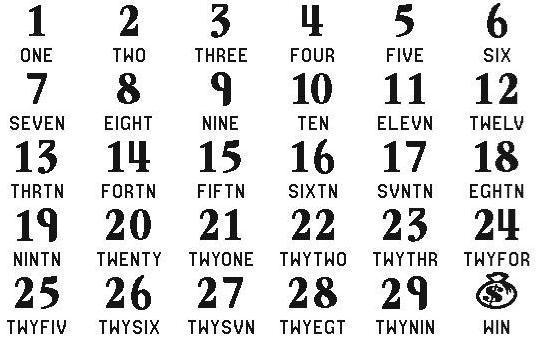 1 2 3 4 5 6
ONE TWO THREE FOUR FIVE SIX
7 8 9 10 11 12
SEVEN EIGHT NINE TEN ELEVN TWELV
13 14 15 16 17 18
THRTN FORTN FIFTN SIXTN SVNTN EGHTN
19 20 21 22 23 24
NINTN TWENTY TWYONE TWYTWO TWYTHR TWYFOR
25 26 27 28 29 $
TWYFIV TWYSIX TWYSVN TWYEGT TWYNIN WIN